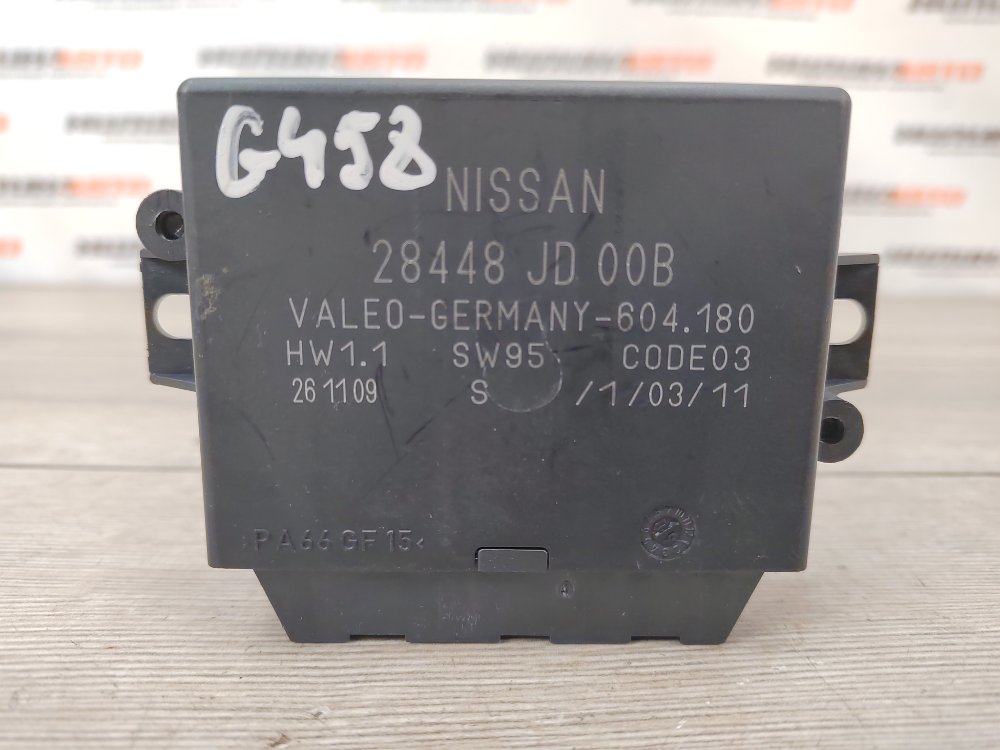 G458
NISSAN
28448 JD 00B
VALEO-GERMANY-604.180
HW1.1 SW95 CODE03
26 11 09 S /1/03/11
>PA66 GF15<